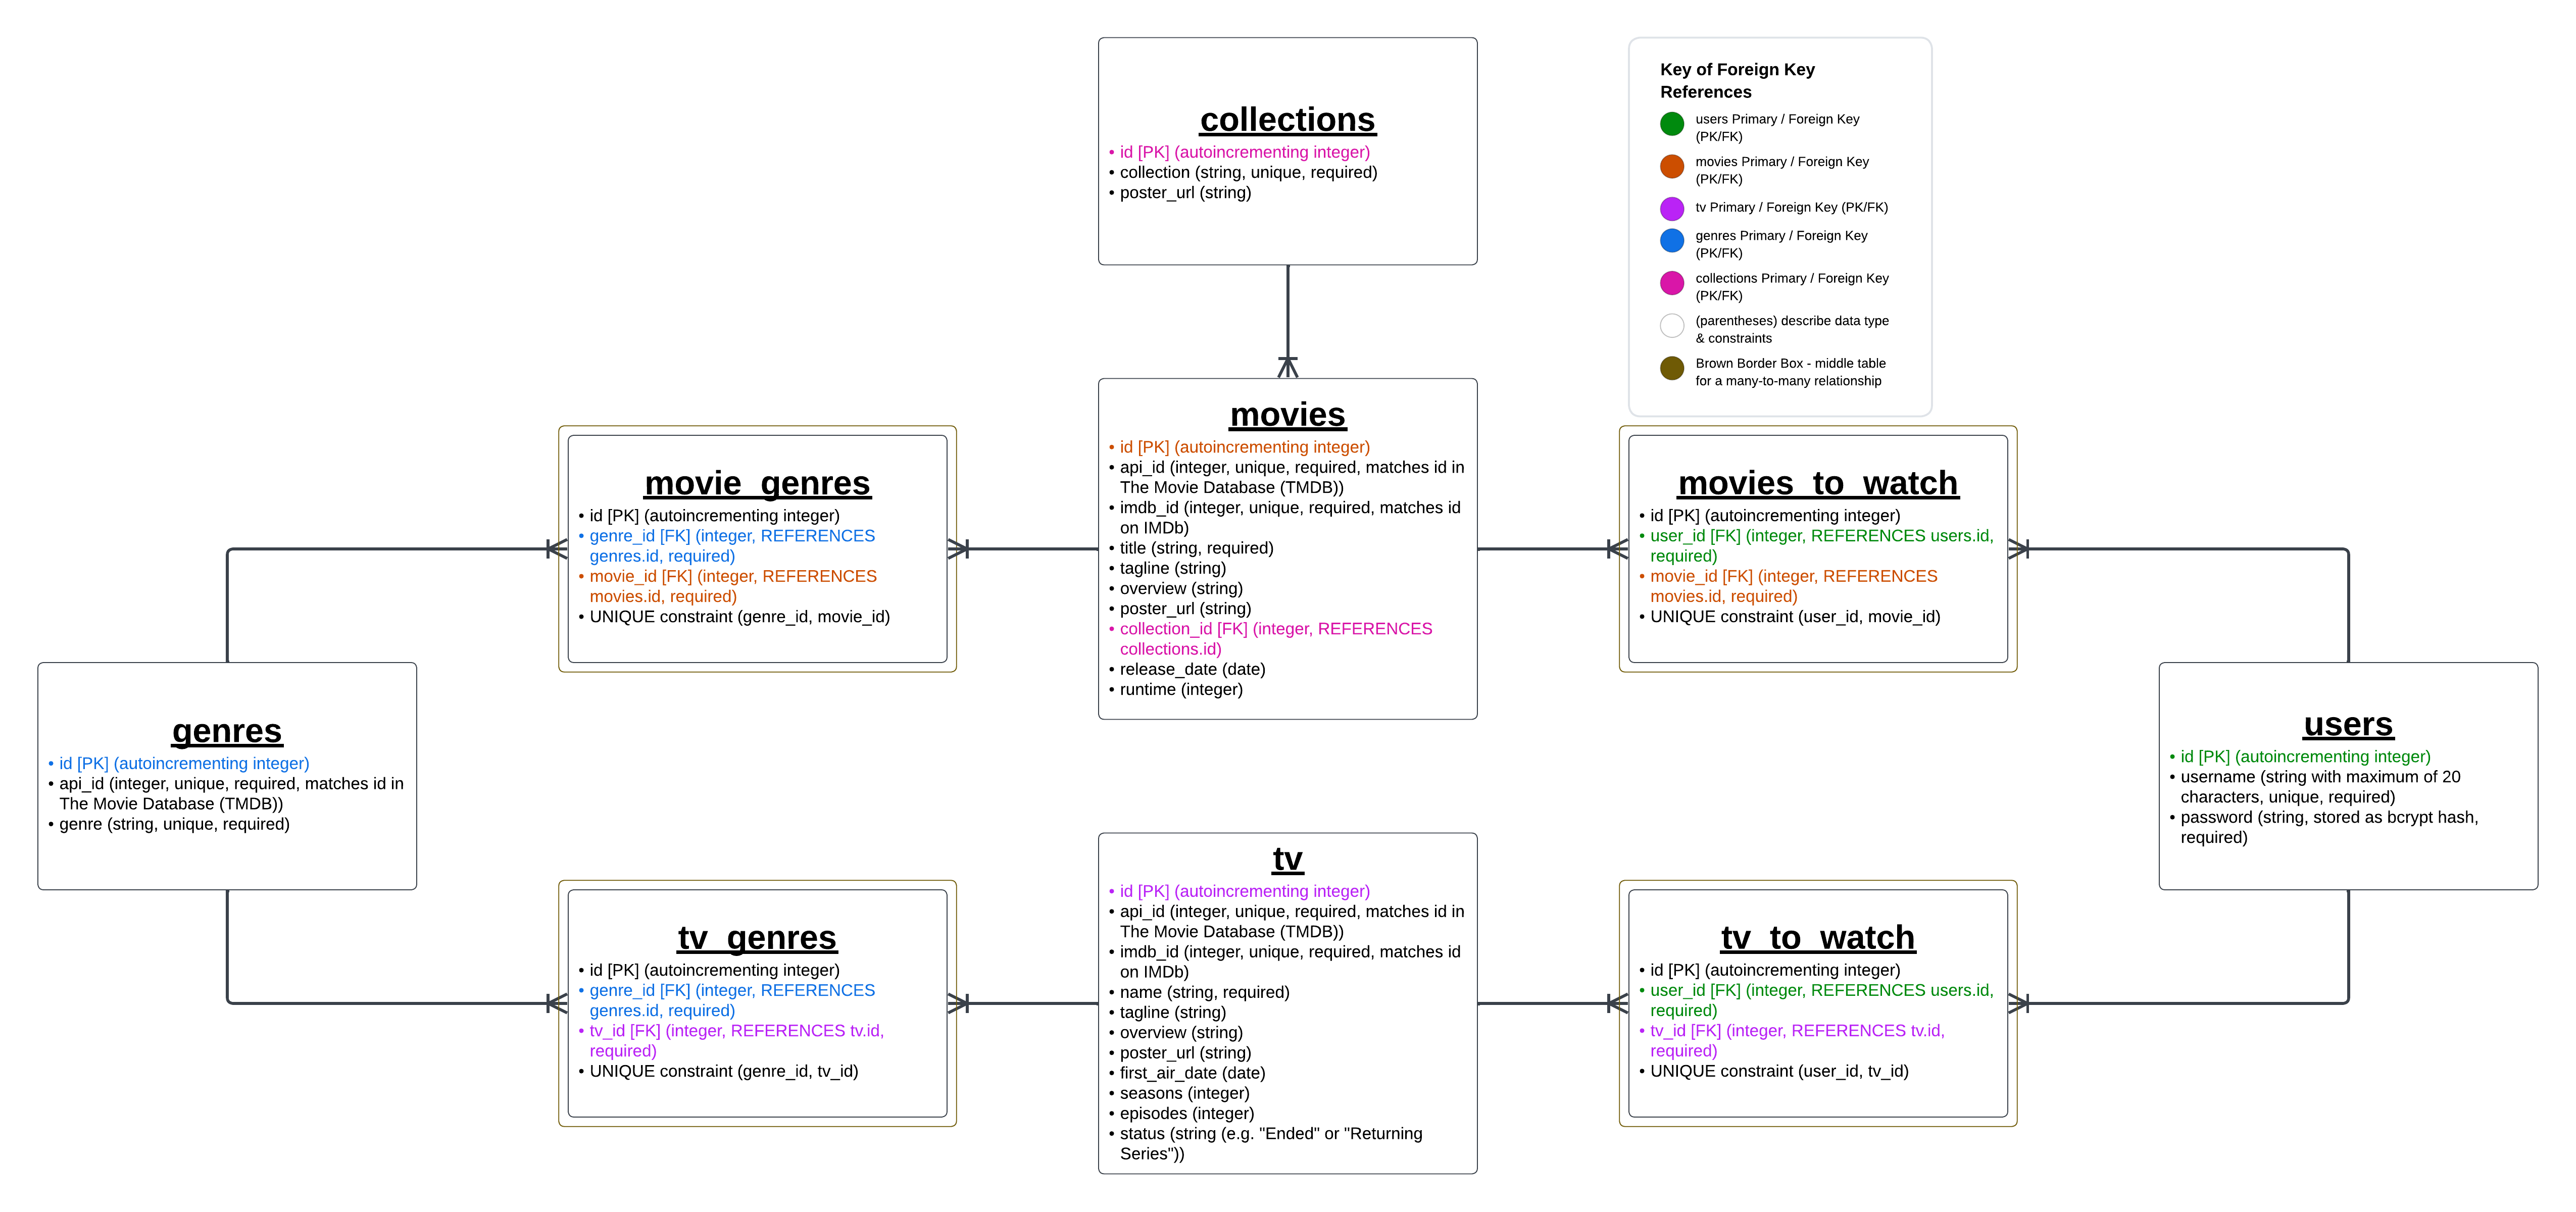 collections
• id [PK] (autoincrementing integer)
• collection (string, unique, required)
• poster_url (string)
Key of Foreign Key
References
users Primary / Foreign Key
(PK/FK)
movies Primary / Foreign Key
(PK/FK)
tv Primary / Foreign Key (PK/FK)
genres Primary / Foreign Key
(PK/FK)
collections Primary / Foreign Key
(PK/FK)
(parentheses) describe data type
& constraints
Brown Border Box - middle table
for a many-to-many relationship
movie_genres
• id [PK] (autoincrementing integer)
• genre_id [FK] (integer, REFERENCES
genres.id, required)
• movie_id [FK] (integer, REFERENCES
movies.id, required)
• UNIQUE constraint (genre_id, movie_id)
movies
• id [PK] (autoincrementing integer)
• api_id (integer, unique, required, matches id in
The Movie Database (TMDB))
• imdb_id (integer, unique, required, matches id
on IMDb)
• title (string, required)
• tagline (string)
• overview (string)
• poster_url (string)
• collection_id [FK] (integer, REFERENCES
collections.id)
• release_date (date)
• runtime (integer)
movies_to_watch
• id [PK] (autoincrementing integer)
• user_id [FK] (integer, REFERENCES users.id,
required)
• movie_id [FK] (integer, REFERENCES
movies.id, required)
• UNIQUE constraint (user_id, movie_id)
genres
• id [PK] (autoincrementing integer)
• api_id (integer, unique, required, matches id in
The Movie Database (TMDB))
• genre (string, unique, required)
users
• id [PK] (autoincrementing integer)
• username (string with maximum of 20
characters, unique, required)
• password (string, stored as bcrypt hash,
required)
tv_genres
• id [PK] (autoincrementing integer)
• genre_id [FK] (integer, REFERENCES
genres.id, required)
• tv_id [FK] (integer, REFERENCES tv.id,
required)
• UNIQUE constraint (genre_id, tv_id)
tv
• id [PK] (autoincrementing integer)
• api_id (integer, unique, required, matches id in
The Movie Database (TMDB))
• imdb_id (integer, unique, required, matches id
on IMDb)
• name (string, required)
• tagline (string)
• overview (string)
• poster_url (string)
• first_air_date (date)
• seasons (integer)
• episodes (integer)
• status (string (e.g. "Ended" or "Returning
Series"))
tv_to_watch
• id [PK] (autoincrementing integer)
• user_id [FK] (integer, REFERENCES users.id,
required)
• tv_id [FK] (integer, REFERENCES tv.id,
required)
• UNIQUE constraint (user_id, tv_id)